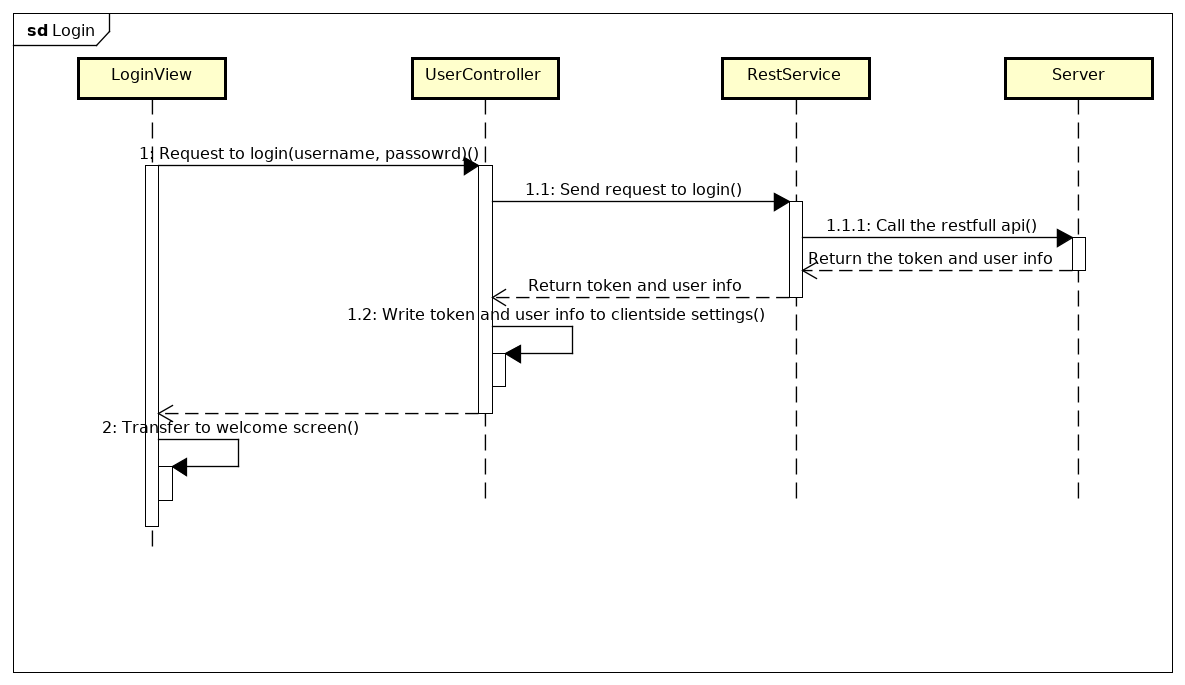 sd Login
LoginView
UserController
RestService
Server
1: Request to login(username, passowrd)()
1.1: Send request to login()
1.1.1: Call the restfull api()
Return the token and user info
Return token and user info
1.2: Write token and user info to clientside settings()
2: Transfer to welcome screen()